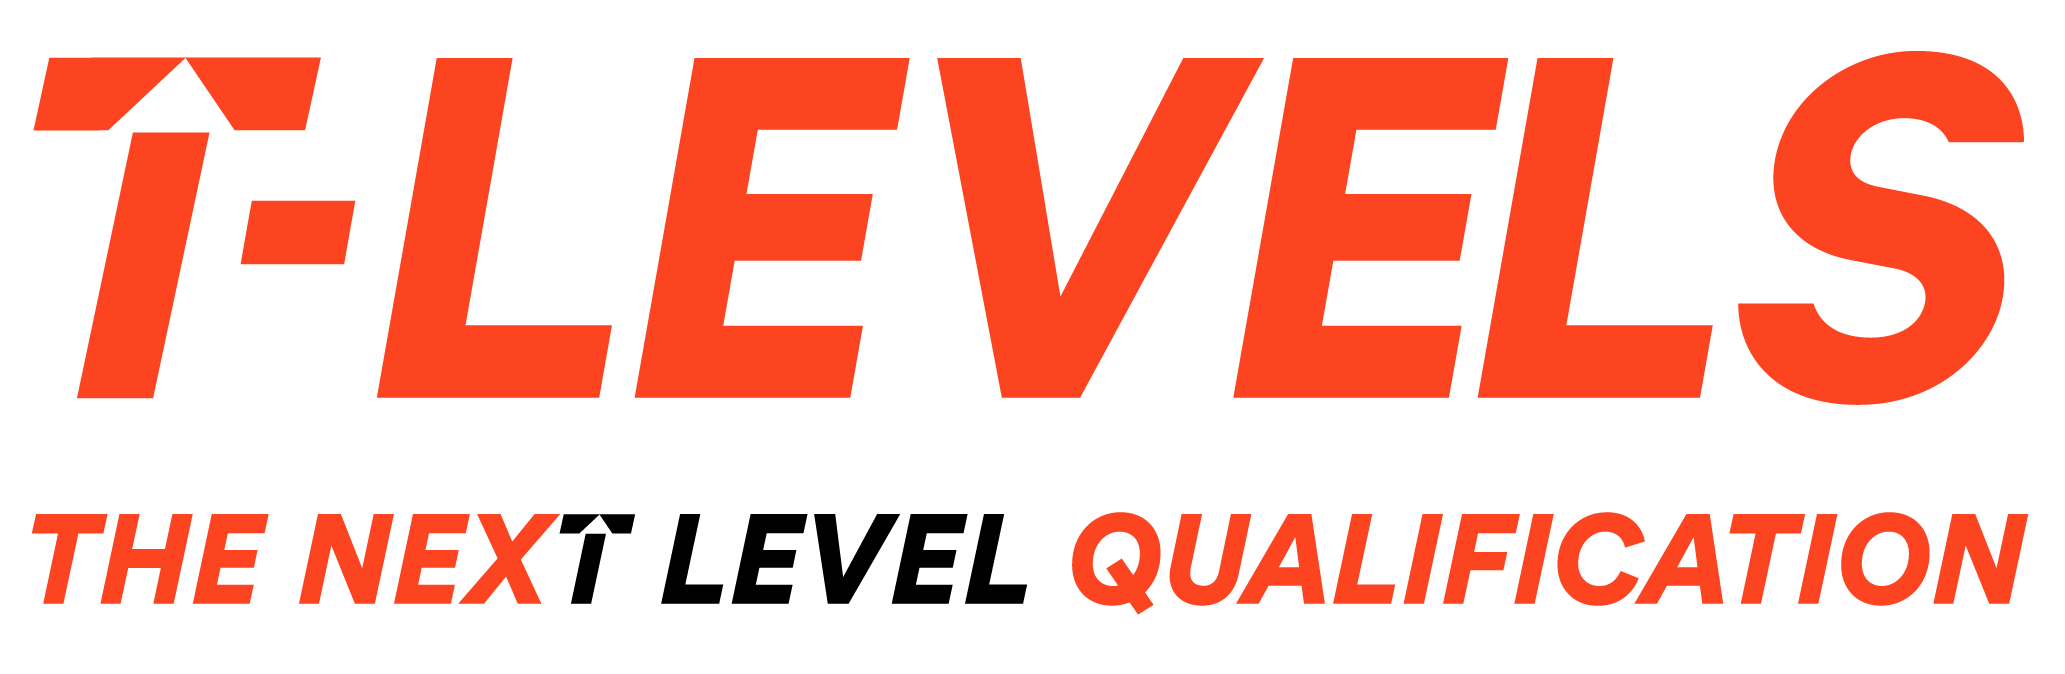 T-LEVELS
THE NEXT LEVEL QUALIFICATION